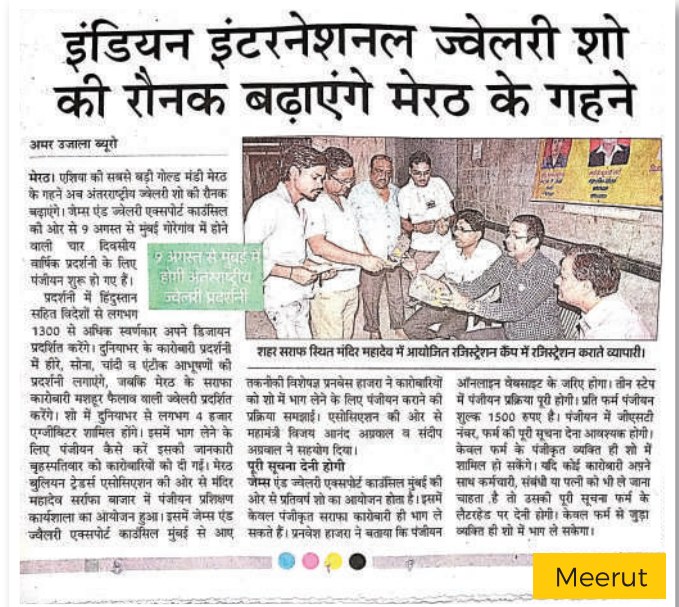 इंडियन इंटरनेशनल ज्वेलरी शो
की रौनक बढ़ाएंगे मेरठ के गहने
अमर उजाला ब्यूरो
मेरठ। एशिया की सबसे बड़ी गोल्ड मंडी मेरठ
के गहने अब अंतरराष्ट्रीय ज्वेलरी शो की रौनक
बढ़ाएंगे। जेम्स एंड ज्वेलरी एक्सपोर्ट काउंसिल
की ओर से 9 अगस्त से मुंबई गोरेगांव में होने
वाली चार दिवसीय
वार्षिक प्रदर्शनी के लिए
पंजीयन शुरू हो गए हैं।
प्रदर्शनी में हिंदुस्तान
सहित विदेशों से लगभग
1300 से अधिक स्वर्णकार अपने डिजायन
प्रदर्शित करेंगे। दुनियाभर के कारोबारी प्रदर्शनी
में हीरे, सोना, चांदी व एंटीक आभूषणों की
प्रदर्शनी लगाएंगे, जबकि मेरठ के सराफा
कारोबारी मशहूर फैलाव वाली ज्वेलरी प्रदर्शित
करेंगे। शो में दुनियाभर से लगभग 4 हजार
एग्जीबिटर शामिल होंगे। इसमें भाग लेने के
लिए पंजीयन कैसे करें इसकी जानकारी
बृहस्पतिवार को कारोबारियों को दी गई। मेरठ
बुलियन ट्रेडर्स एसोसिएशन की ओर से मंदिर
महादेव सर्राफा बाजार में पंजीयन प्रशिक्षण
कार्यशाला का आयोजन हुआ। इसमें जेम्स एंड
ज्वैलरी एक्सपोर्ट काउंसिल मुंबई से आए
9 अगस्त से मुंबई में
होगी अंतरराष्ट्रीय
ज्वेलरी प्रदर्शनी
शहर सराफ स्थित मंदिर महादेव में आयोजित रजिस्ट्रेशन कैंप में रजिस्ट्रेशन कराते व्यापारी।
तकनीकी विशेषज्ञ प्रनबेस हाजरा ने कारोबारियों
को शो में भाग लेने के लिए पंजीयन कराने की
प्रक्रिया समझाई। एसोसिएशन की ओर से
महामंत्री विजय आनंद अग्रवाल व संदीप
अग्रवाल ने सहयोग दिया।
पूरी सूचना देनी होगी
जेम्स एंड ज्वेलरी एक्सपोर्ट काउंसिल मुंबई की
ओर से प्रतिवर्ष शो का आयोजन होता है। इसमें
केवल पंजीकृत सराफा कारोबारी ही भाग ले
सकते हैं। प्रनवेश हाजरा ने बताया कि पंजीयन
ऑनलाइन वेबसाइट के जरिए होगा। तीन स्टेप
में पंजीयन प्रक्रिया पूरी होगी। प्रति फर्म पंजीयन
शुल्क 1500 रुपए है। पंजीयन में जीएसटी
नंबर, फर्म की पूरी सूचना देना आवश्यक होगी।
केवल फर्म के पंजीकृत व्यक्ति ही शो में
शामिल हो सकेंगे। यदि कोई कारोबारी अपने
साथ कर्मचारी, संबंधी या पत्नी को भी ले जाना
चाहता है तो उसकी पूरी सूचना फर्म के
लैटरहेड पर देनी होगी। केवल फर्म से जुड़ा
व्यक्ति ही शो में भाग ले सकेगा।
Meerut